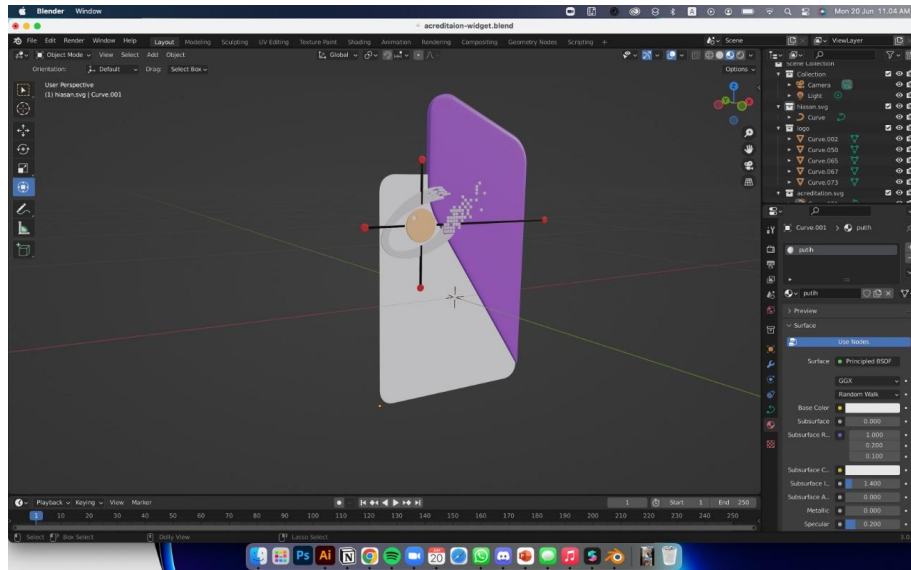 Blender Window
Mon 20 Jun 11.04 AM
acreditaion-widget.blend
File Edit Render Window Help
Layout Modeling Sculpting UV Editing Texture Paint Shading Animation Rendering Compositing Geometry Nodes Scripting +
Scene
ViewLayer
Object Mode View Select Add Object
Global
Orientation: Default Drag: Select Box
Options
User Perspective
(1) hiasan.svg | Curve.001
Z
Scene Collection
Collection
Camera
Light
hiasan.svg
Curve
logo
Curve.002
Curve.050
Curve.065
Curve.067
Curve.073
acreditation.svg
Curve.001 > putih
putih
putih
Preview
Surface
Use Nodes
Surface Principled BSDF
GGX
Random Walk
Base Color
Subsurface 0.000
Subsurface R... 1.000
0.200
0.100
Subsurface C...
Subsurface I... 1.400
Subsurface A... 0.000
Metallic 0.000
Specular 0.200
Playback Keying View Marker
1 Start 1 End 250
1 10 20 30 40 50 60 70 80 90 100 110 120 130 140 150 160 170 180 190 200 210 220 230 240 250
Select Box Select Dolly View Lasso Select
3.0
Ps Ai 20